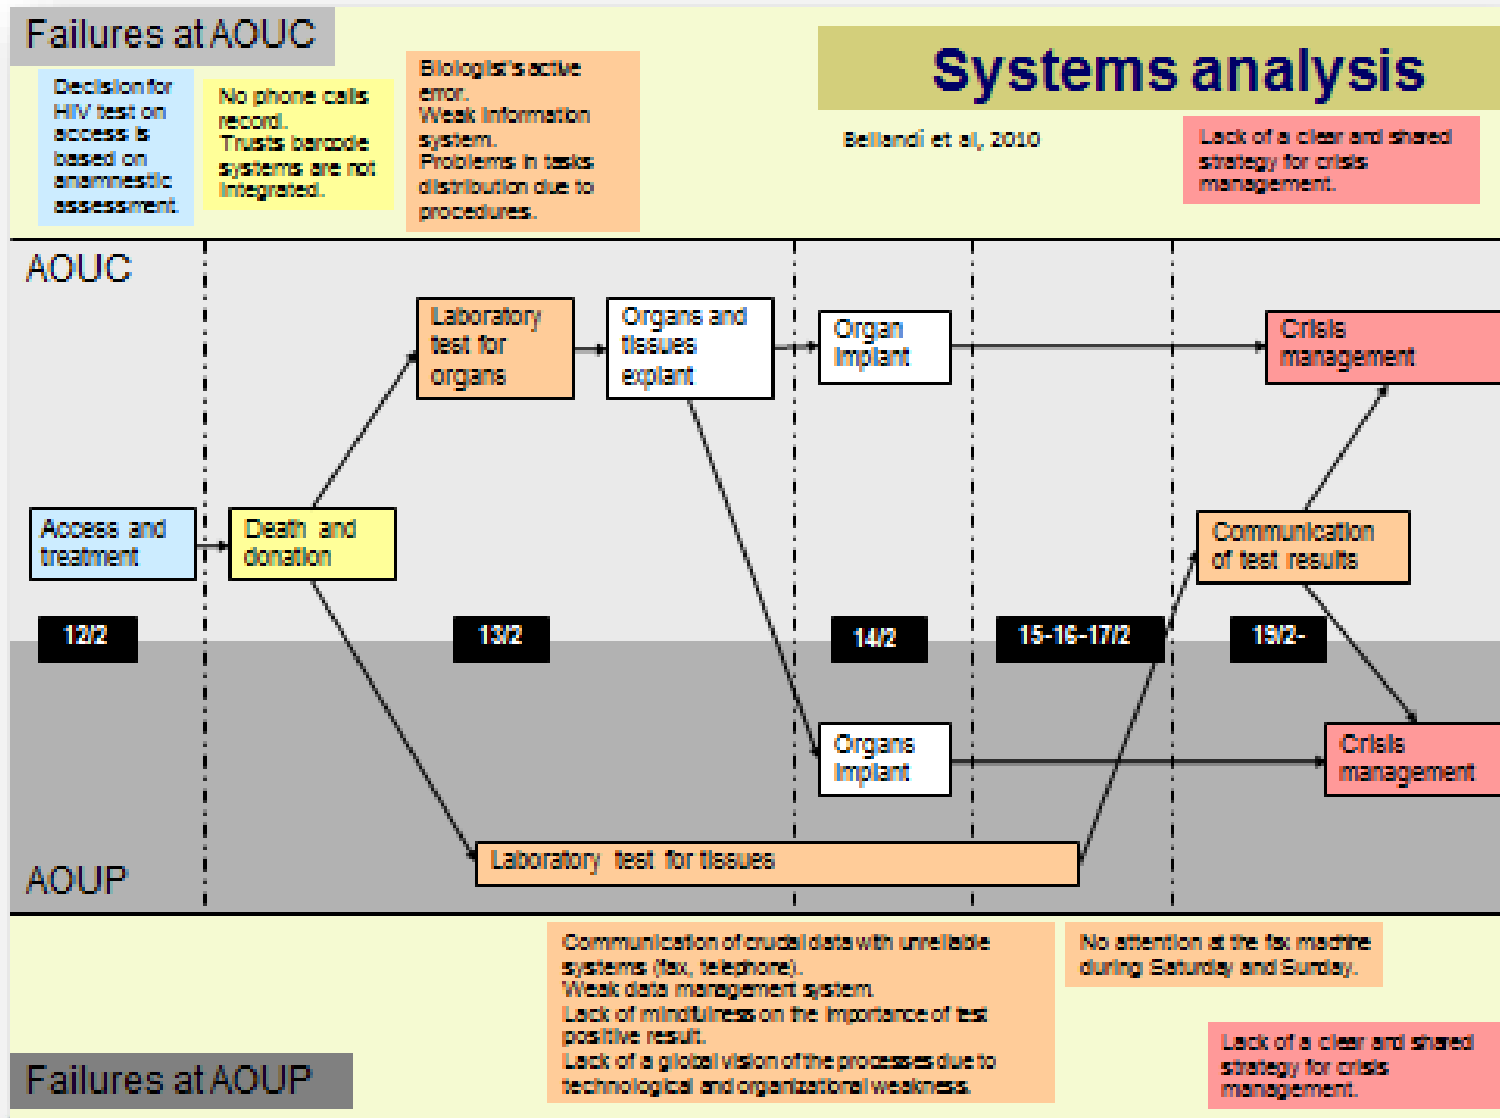 Failures at AOUC
Systems analysis
Decision for
HIV test on
access is
based on
anamnestic
assessment.
No phone calls
record.
Trusts barcode
systems are not
integrated.
Biologist's active
error.
Weak information
system.
Problems in tasks
distribution due to
procedures.
Bellandi et al, 2010
Lack of a clear and shared
strategy for crisis
management.
AOUC
Laboratory
test for
organs
Organs and
tissues
explant
Organ
implant
Crisis
management
Access and
treatment
Death and
donation
Communication
of test results
12/2
13/2
14/2
15-16-17/2
19/2-
Organs
implant
Crisis
management
Laboratory test for tissues
AOUP
Communication of crucial data with unreliable
systems (fax, telephone).
Weak data management system.
Lack of mindfulness on the importance of test
positive result.
Lack of a global vision of the processes due to
technological and organizational weakness.
No attention at the fax machine
during Saturday and Sunday.
Lack of a clear and shared
strategy for crisis
management.
Failures at AOUP